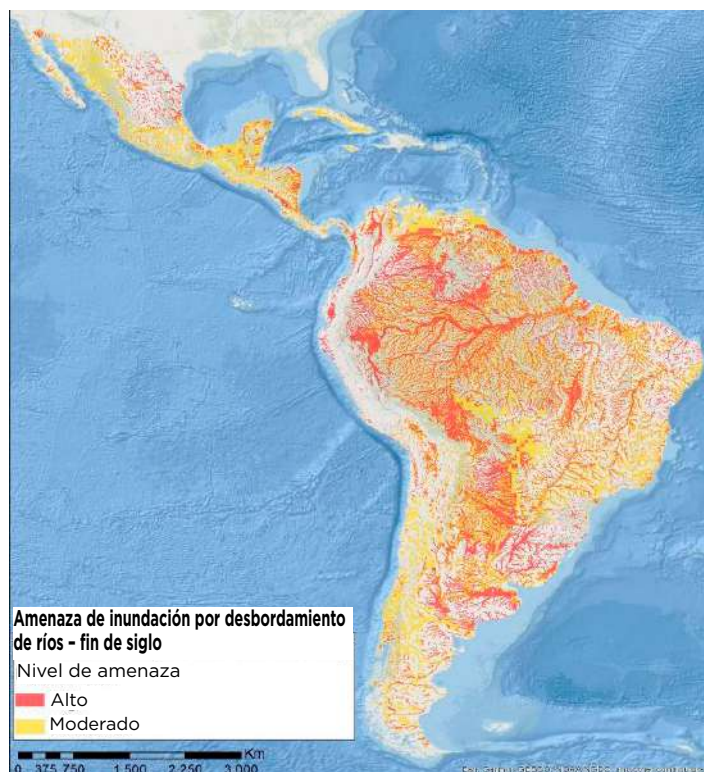 Amenaza de inundación por desbordamiento
de ríos – fin de siglo
Nivel de amenaza
Alto
Moderado
Km
0 375 750 1.500 2.250 3.000